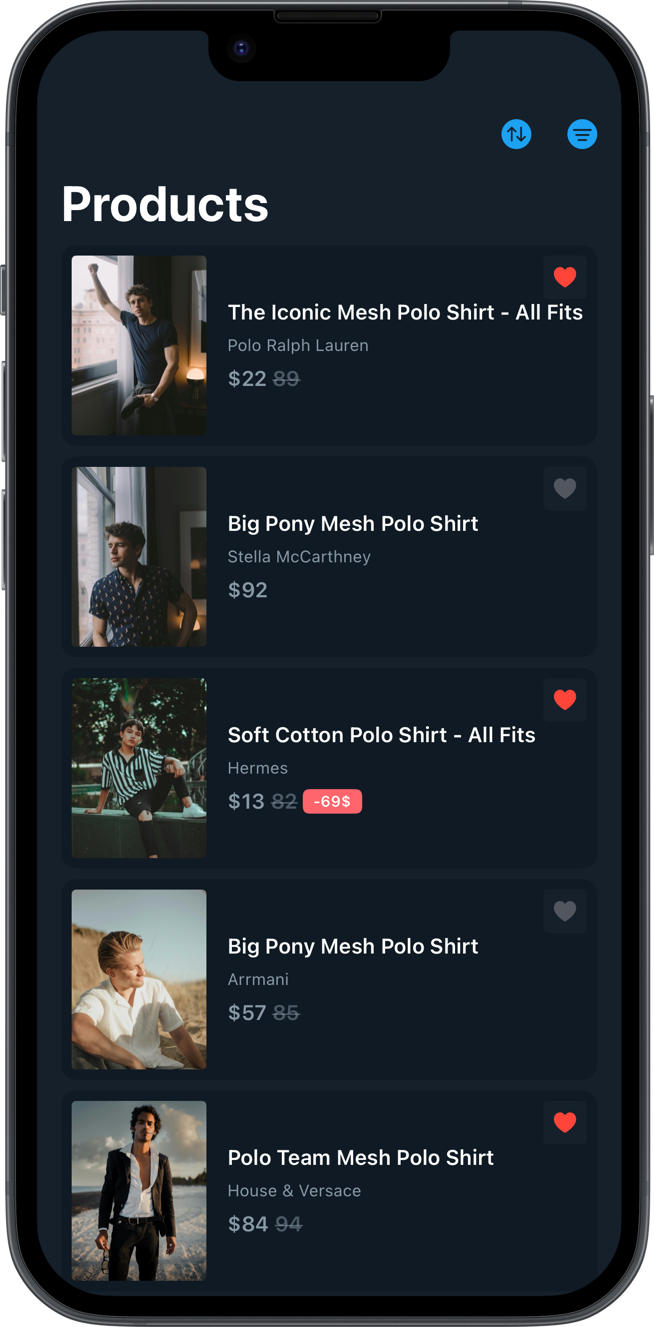 Products
The Iconic Mesh Polo Shirt - All Fits
Polo Ralph Lauren
$22 89
Big Pony Mesh Polo Shirt
Stella McCarthney
$92
Soft Cotton Polo Shirt - All Fits
Hermes
$13 82 -69$
Big Pony Mesh Polo Shirt
Arrmani
$57 85
Polo Team Mesh Polo Shirt
House & Versace
$84 94